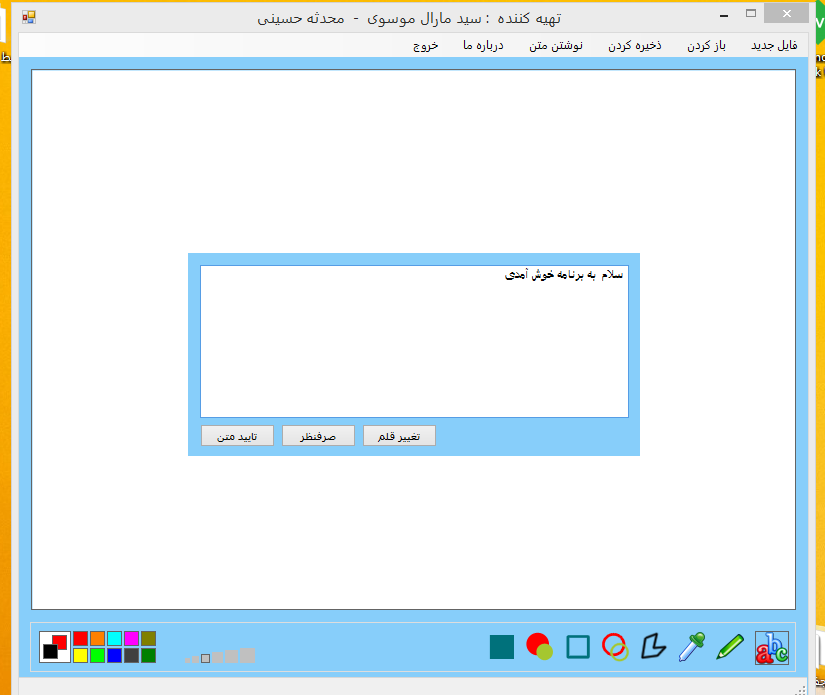 تهیه کننده : سید مارال موسوی - محدثه حسینی
فایل جدید باز کردن ذخیره کردن نوشتن متن درباره ما خروج
سلام به برنامه خوش آمدی
تغییر قلم صرفنظر تایید متن
abc